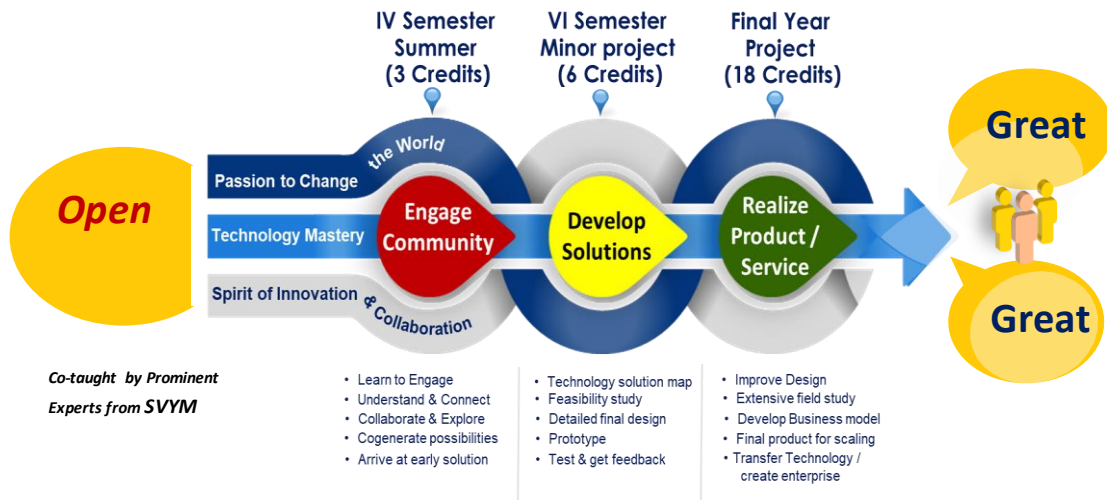 IV Semester
Summer
(3 Credits)
VI Semester
Minor project
(6 Credits)
Final Year
Project
(18 Credits)
Open
Passion to Change the World
Technology Mastery
Spirit of Innovation & Collaboration
Engage
Community
Develop
Solutions
Realize
Product /
Service
Great
Great
Co-taught by Prominent
Experts from SVYM
• Learn to Engage
• Understand & Connect
• Collaborate & Explore
• Cogenerate possibilities
• Arrive at early solution
• Technology solution map
• Feasibility study
• Detailed final design
• Prototype
• Test & get feedback
• Improve Design
• Extensive field study
• Develop Business model
• Final product for scaling
• Transfer Technology /
create enterprise